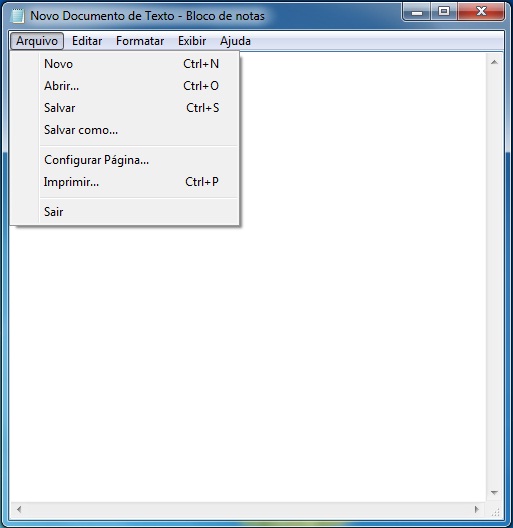 Novo Documento de Texto - Bloco de notas
Arquivo Editar Formatar Exibir Ajuda
Novo Ctrl+N
Abrir... Ctrl+O
Salvar Ctrl+S
Salvar como...
Configurar Página...
Imprimir... Ctrl+P
Sair